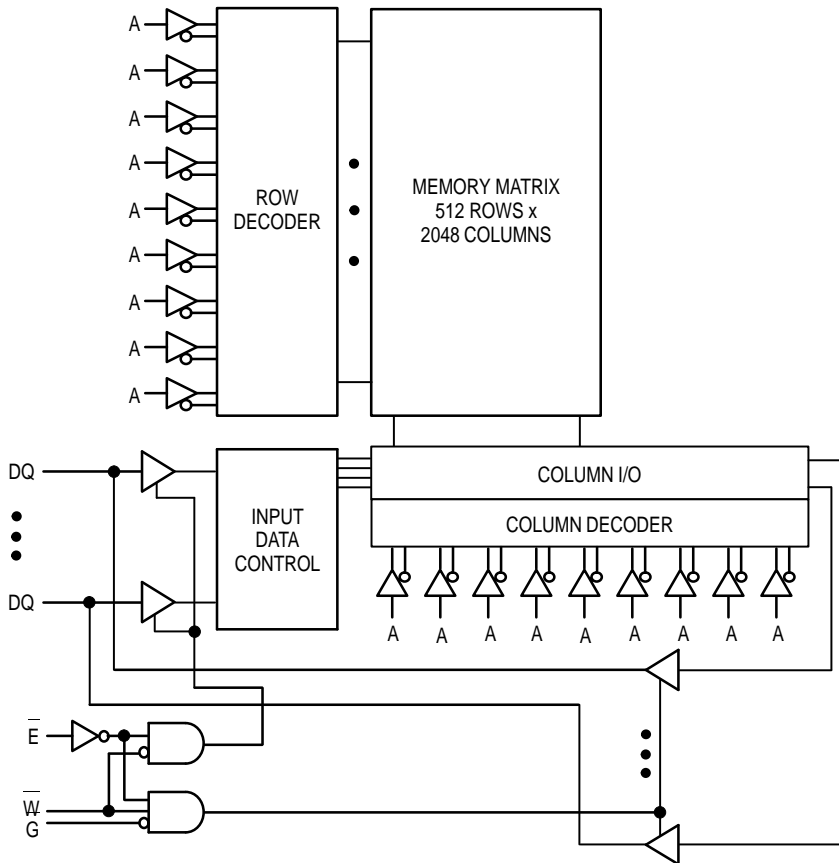 A
A
A
A
A
A
A
A
A
ROW
DECODER
MEMORY MATRIX
512 ROWS x
2048 COLUMNS
DQ
DQ
INPUT
DATA
CONTROL
COLUMN I/O
COLUMN DECODER
A A A A A A A A A
E
W
G